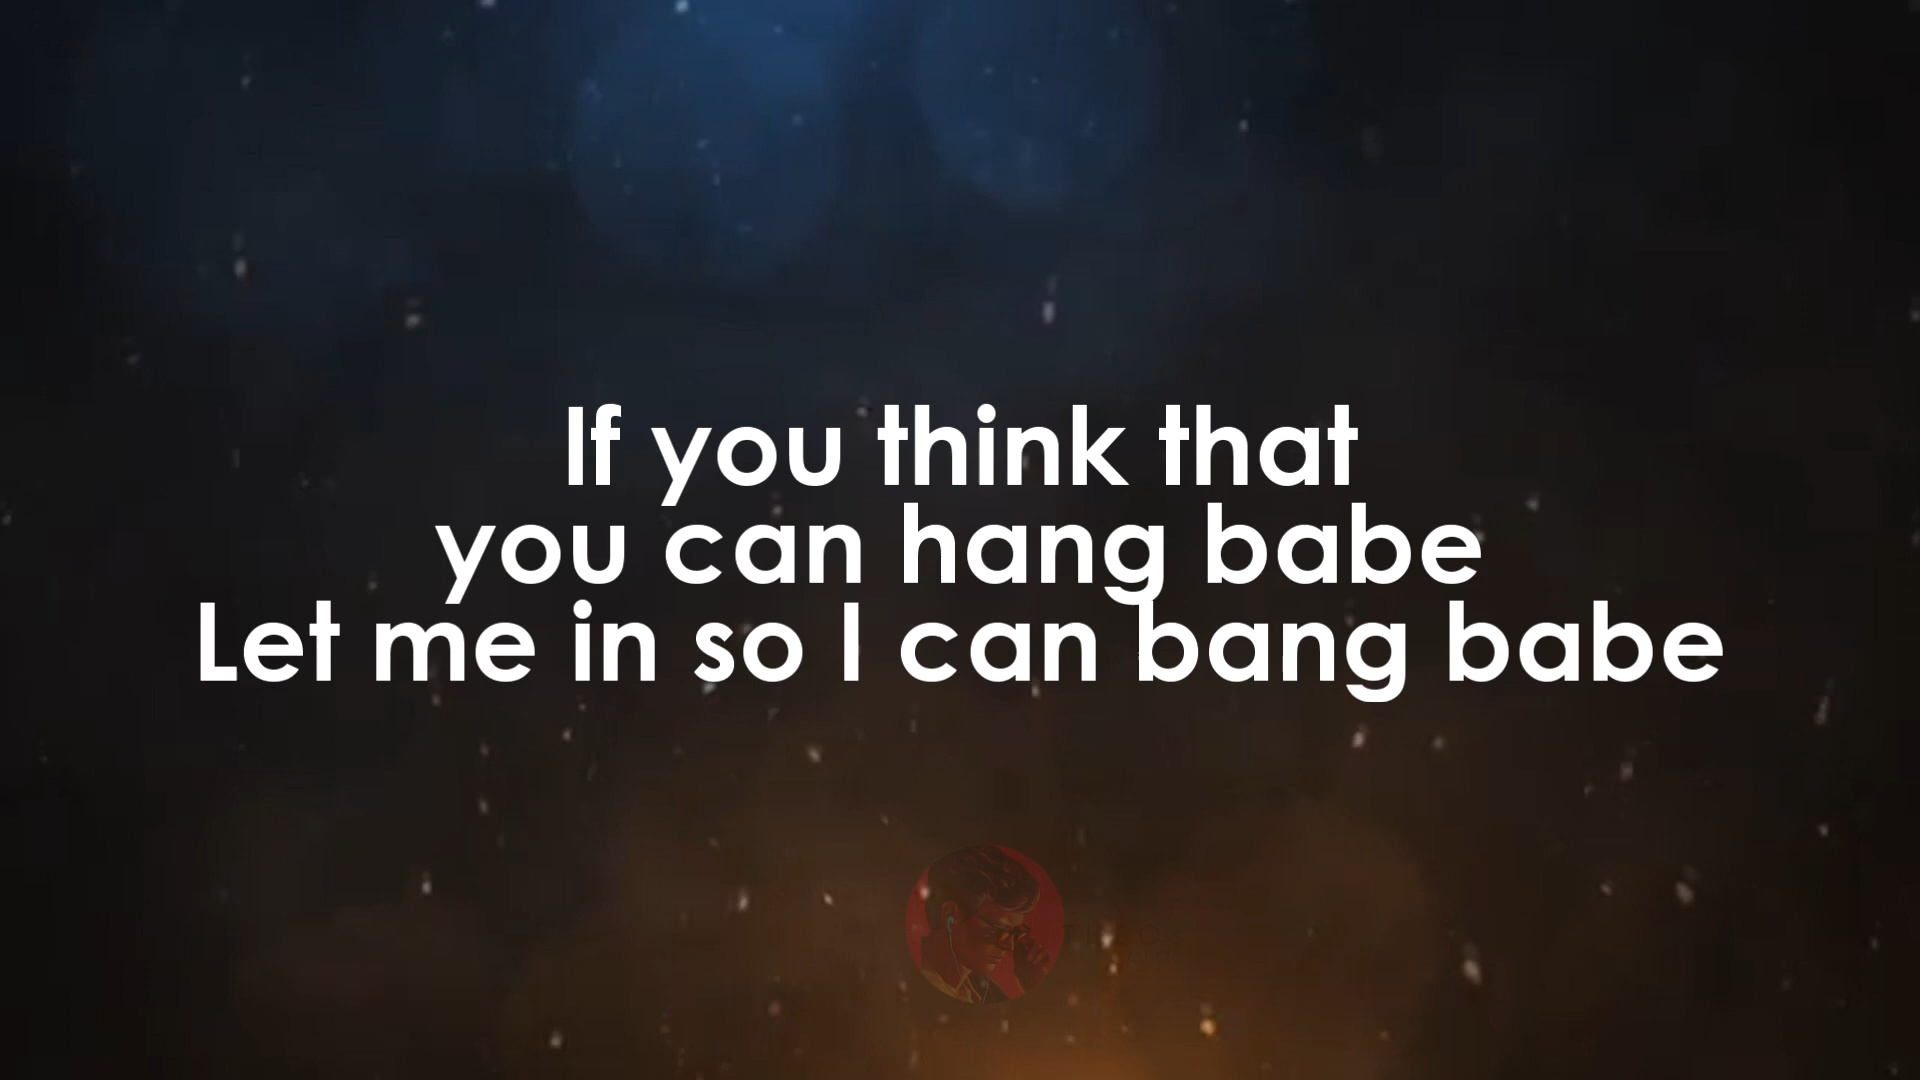 If you think that
you can hang babe
Let me in so I can bang babe